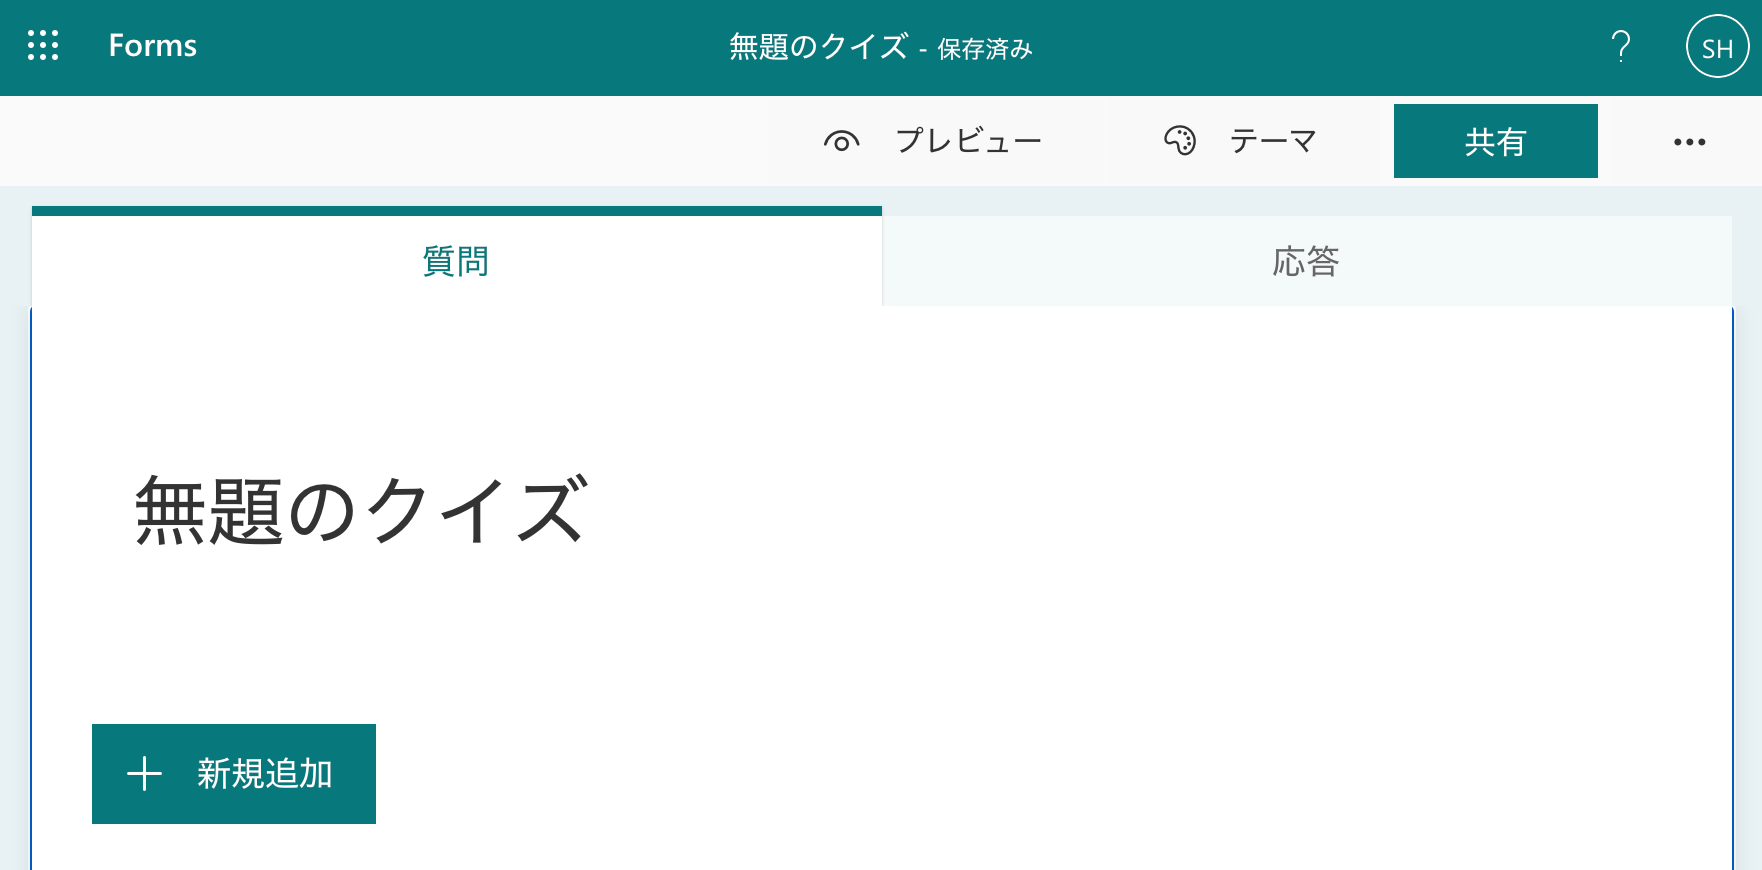 Forms
無題のクイズ - 保存済み
?
SH
プレビュー
テーマ
共有
...
質問
応答
無題のクイズ
+ 新規追加